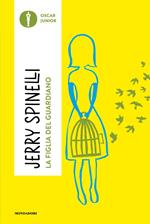 OSCAR
JUNIOR
JERRY SPINELLI
LA FIGLIA DEL GUARDIANO
MONDADORI